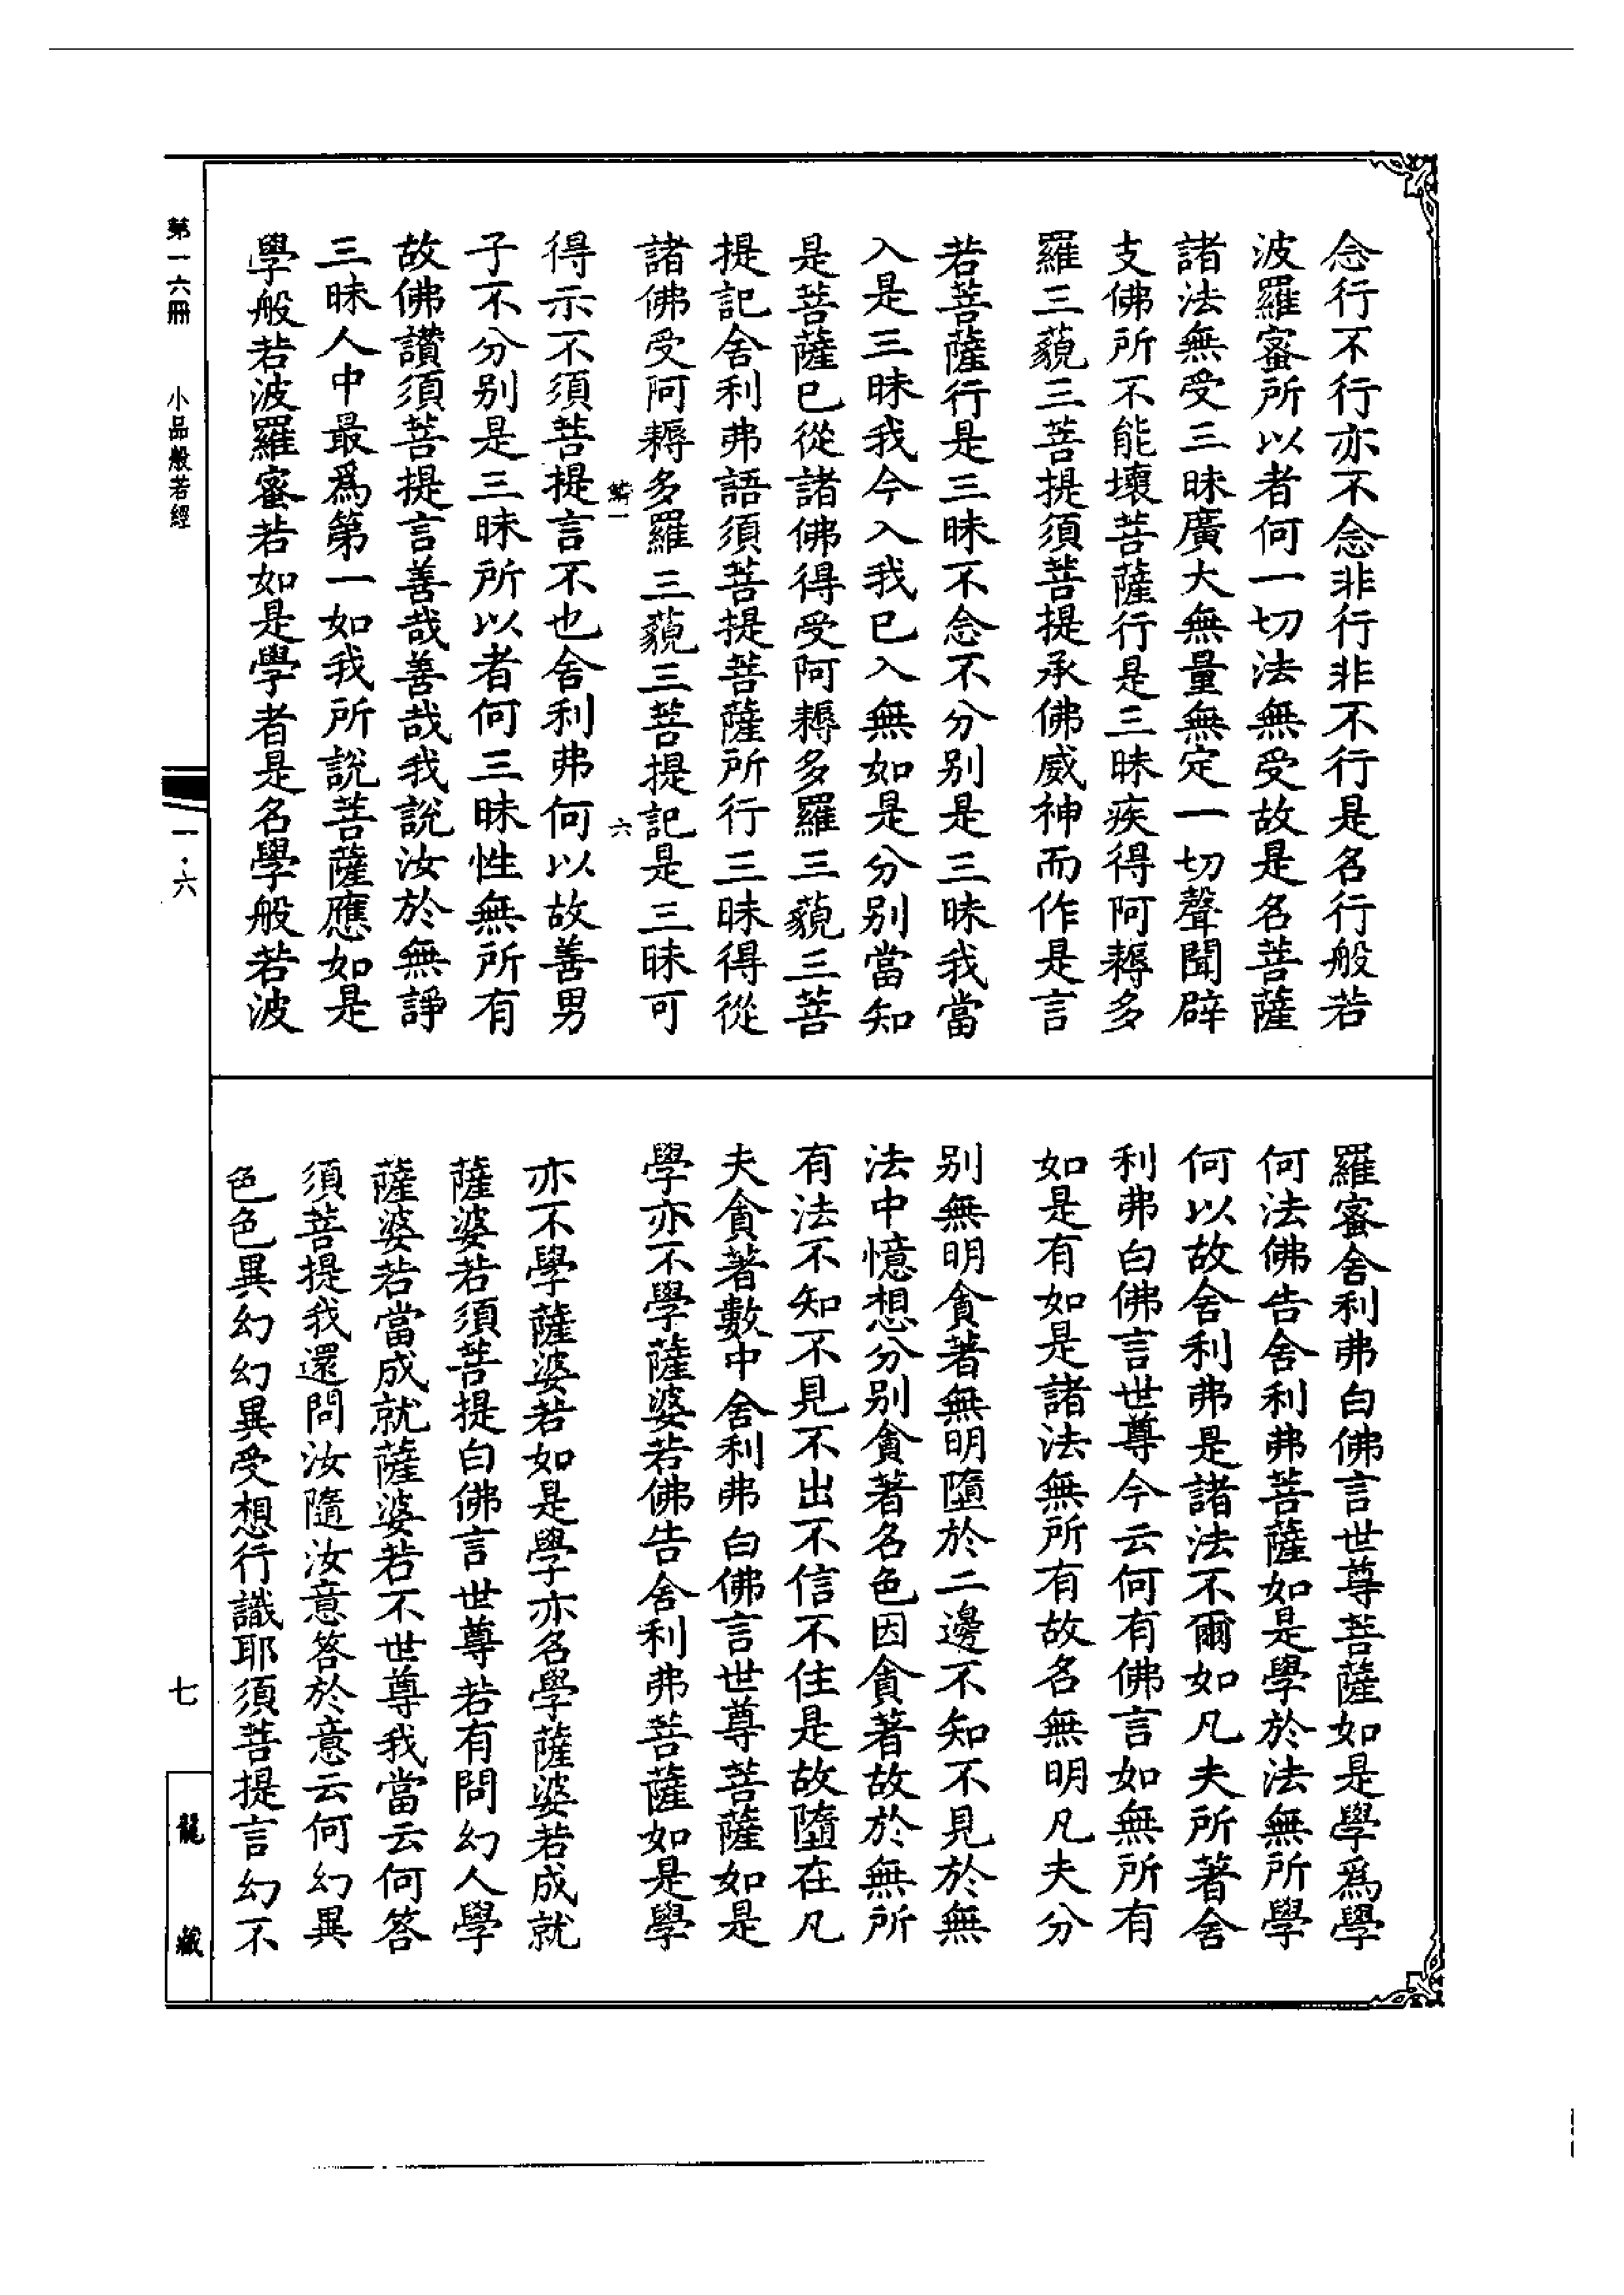 念行不行亦不念非行非不行是名行般若
波羅蜜所以者何一切法無受故是名菩薩
諸法無受三昧廣大無量無定一切聲聞辟
支佛所不能壞菩薩行是三昧疾得阿耨多
羅三藐三菩提須菩提承佛威神而作是言
若菩薩行是三昧不念不分別是三昧我當
入是三昧我今入我已入無如是分別當知
是菩薩已從諸佛得受阿耨多羅三藐三菩
提記舍利弗語須菩提菩薩所行三昧得從
諸佛受阿耨多羅三藐三菩提記是三昧可
六
得示不須菩提言不也舍利弗何以故善男
子不分別是三昧所以者何三昧性無所有
故佛讚須菩提言善哉善哉我說汝於無諍
三昧人中最爲第一如我所說菩薩應如是
學般若波羅蜜若如是學者是名學般若波
羅蜜舍利弗白佛言世尊菩薩如是學爲學
何法佛告舍利弗菩薩如是學於法無所學
何以故舍利弗是諸法不爾如凡夫所著舍
利弗白佛言世尊今云何有佛言如無所有
如是有如是諸法無所有故名無明凡夫分
別無明貪著無明墮於二邊不知不見於無
法中憶想分別貪著名色因貪著故於無所
有法不知不見不出不信不住是故墮在凡
夫貪著數中舍利弗白佛言世尊菩薩如是
學亦不學薩婆若佛告舍利弗菩薩如是學
亦不學薩婆若如是學亦名學薩婆若成就
薩婆若須菩提白佛言世尊若有問幻人學
薩婆若當成就薩婆若不世尊我當云何答
須菩提我還問汝隨汝意答於意云何幻異
色色異幻幻異受想行識耶須菩提言幻不
第一六冊 小品般若經
一·六
七
龍藏